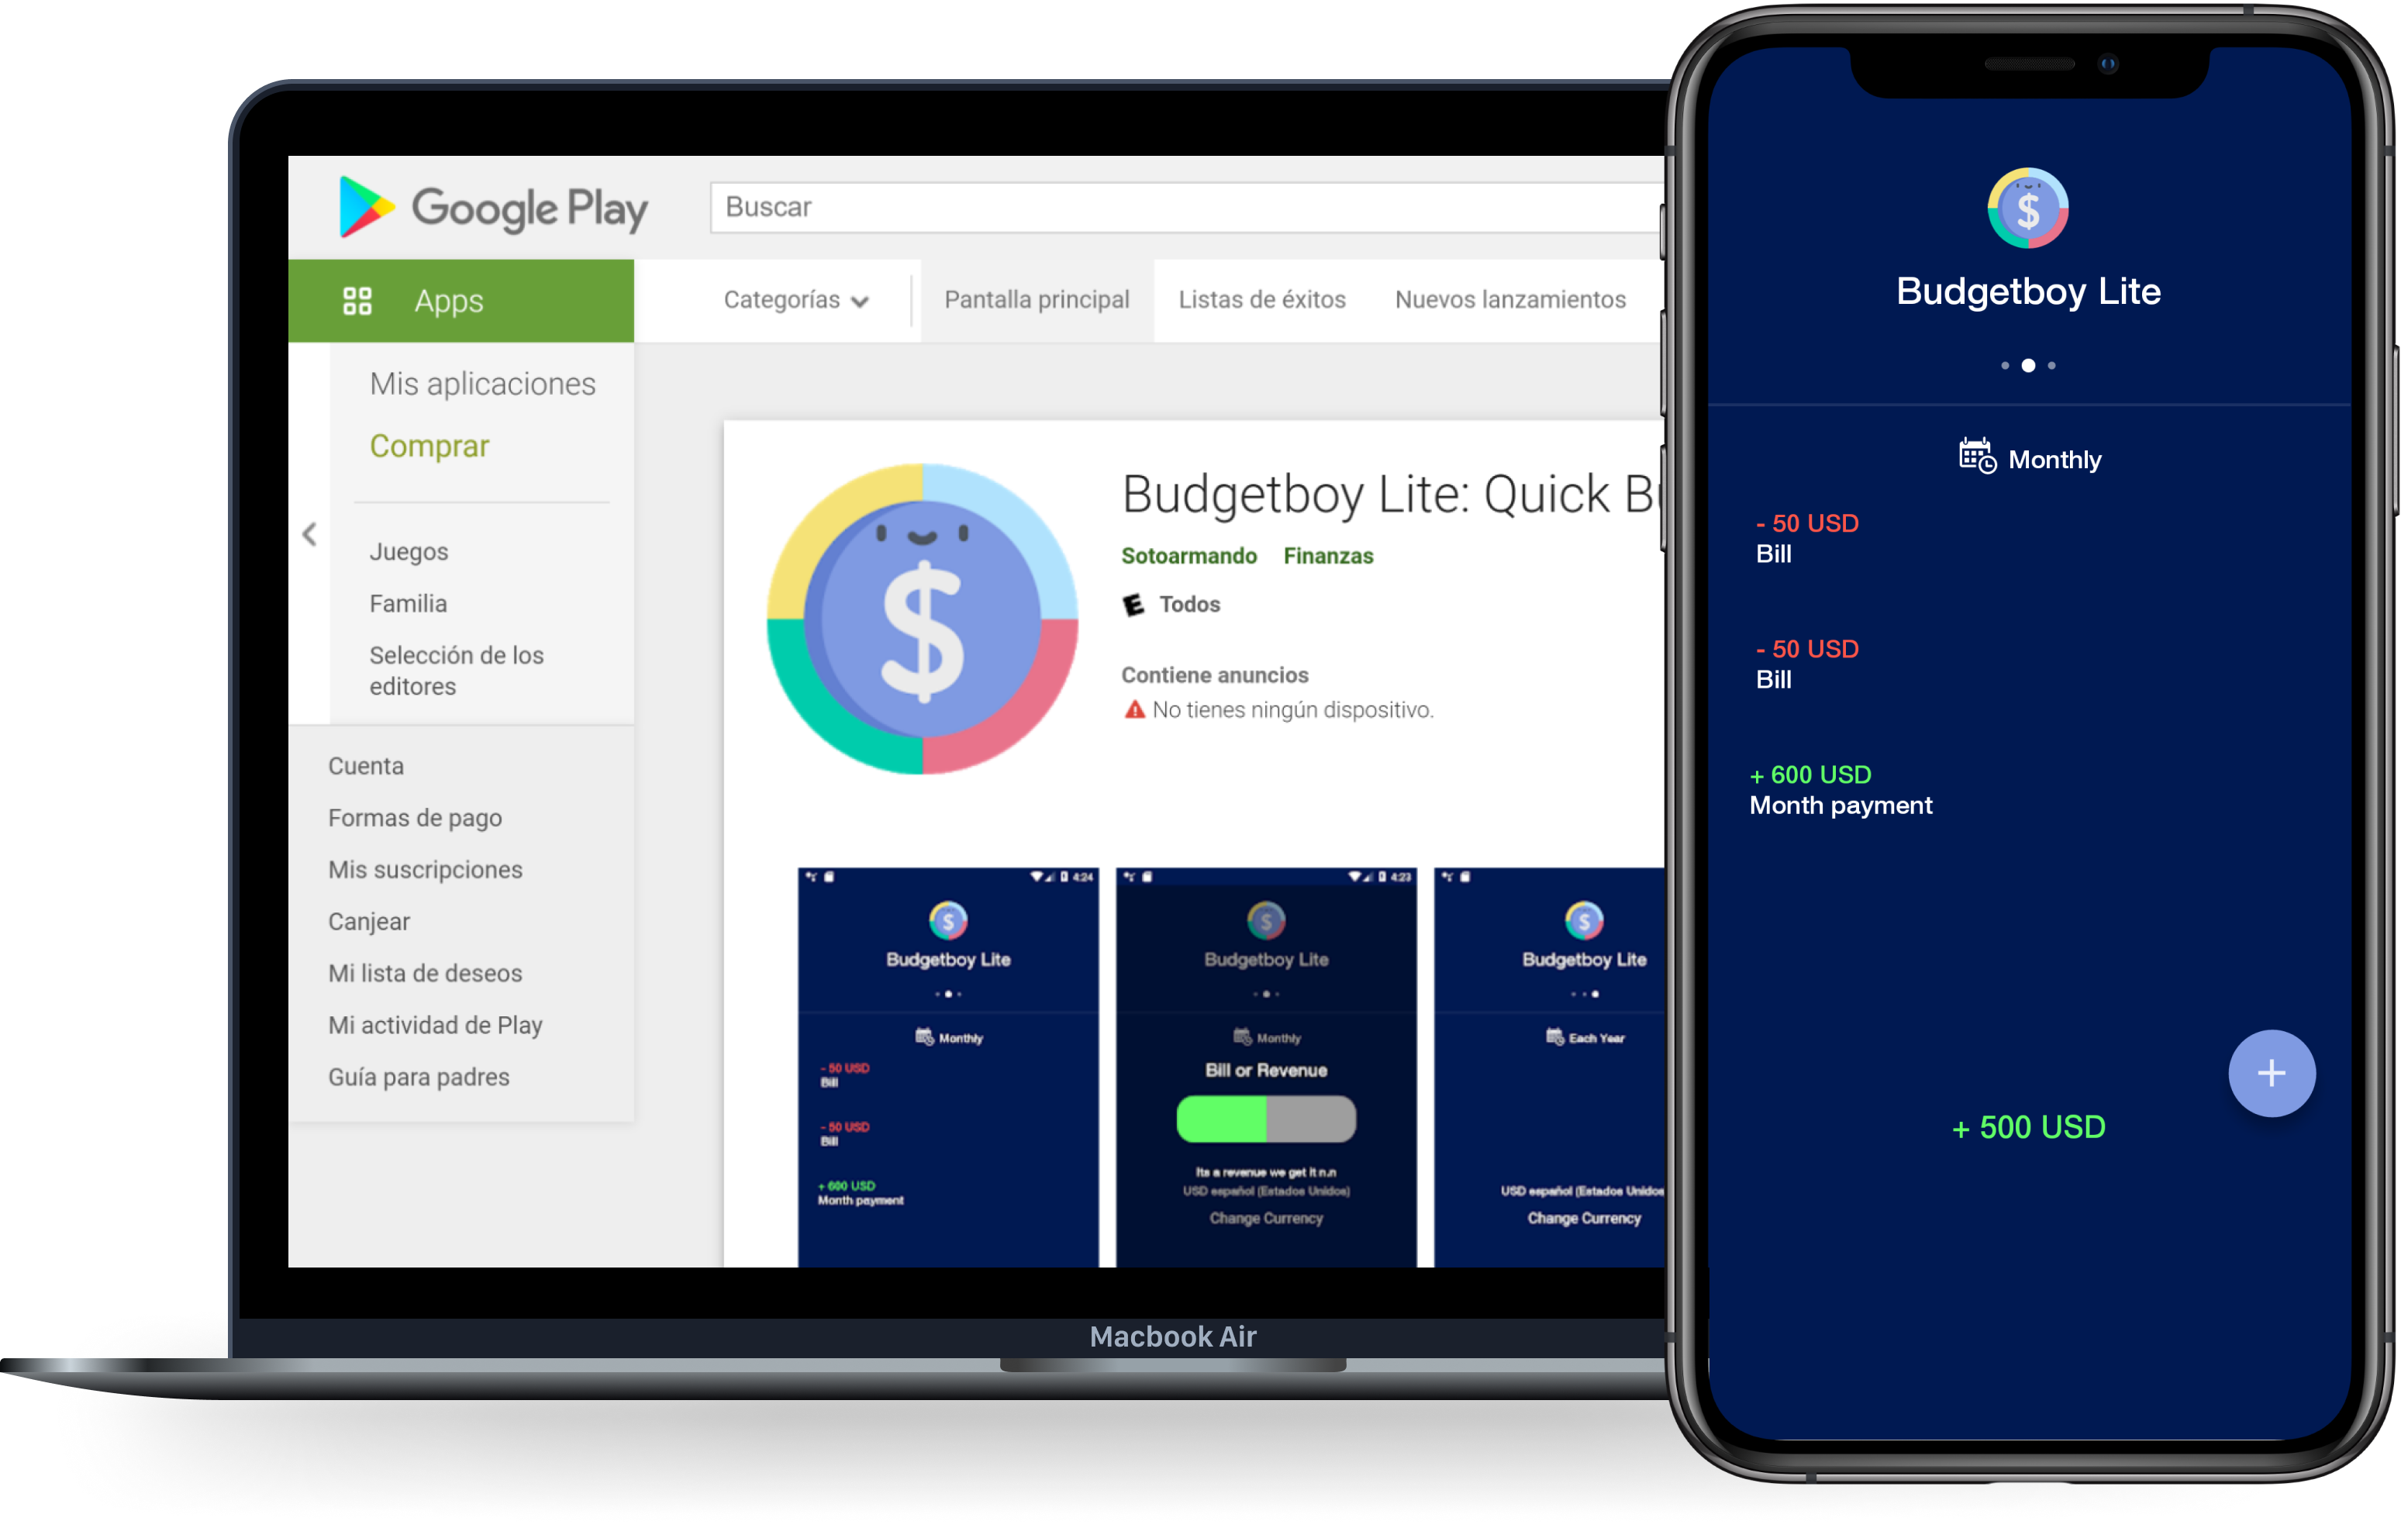 Google Play
Buscar
Apps
Categorías
Pantalla principal
Listas de éxitos
Nuevos lanzamientos
Mis aplicaciones
Comprar
Juegos
Familia
Selección de los
editores
Cuenta
Formas de pago
Mis suscripciones
Canjear
Mi lista de deseos
Mi actividad de Play
Guía para padres
$
Budgetboy Lite: Quick
Sotoarmando Finanzas
E Todos
Contiene anuncios
No tienes ningún dispositivo.
4:24
$
Budgetboy Lite
Monthly
- 50 USD
Bill
- 50 USD
Bill
+ 600 USD
Month payment
4:23
$
Budgetboy Lite
Monthly
Bill or Revenue
Its a revenue we get it n.n
USD español (Estados Unidos)
Change Currency
$
Budgetboy Lite
Each Year
USD español (Estados Unidos
Change Currency
Macbook Air
$
Budgetboy Lite
Monthly
- 50 USD
Bill
- 50 USD
Bill
+ 600 USD
Month payment
+
+ 500 USD